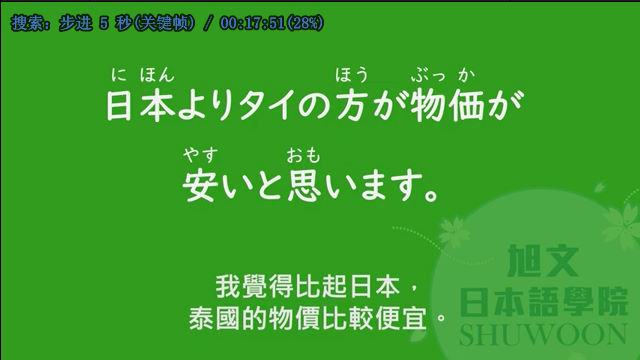 搜索: 步进 5 秒(关键帧) / 00:17:51(28%)
に ほん ほう ぶっ か
日本よりタイの方が物価が
やす おも
安いと思います。
我覺得比起日本，
泰國的物價比較便宜。
旭文
日本語學院
SHUWOON